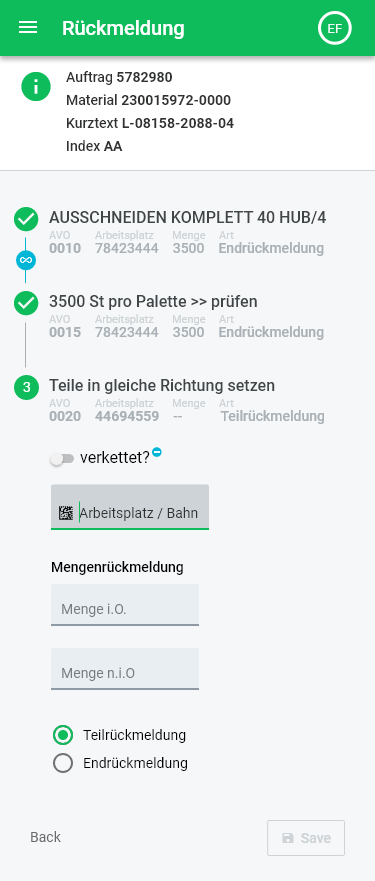 Rückmeldung
EF
Auftrag 5782980
Material 230015972-0000
Kurztext L-08158-2088-04
Index AA
AUSSCHNEIDEN KOMPLETT 40 HUB/4
AVO Arbeitsplatz Menge Art
0010 78423444 3500 Endrückmeldung
3500 St pro Palette >> prüfen
AVO Arbeitsplatz Menge Art
0015 78423444 3500 Endrückmeldung
3 Teile in gleiche Richtung setzen
AVO Arbeitsplatz Menge Art
0020 44694559 -- Teilrückmeldung
verkettet?
Arbeitsplatz / Bahn
Mengenrückmeldung
Menge i.O.
Menge n.i.O
Teilrückmeldung
Endrückmeldung
Back Save